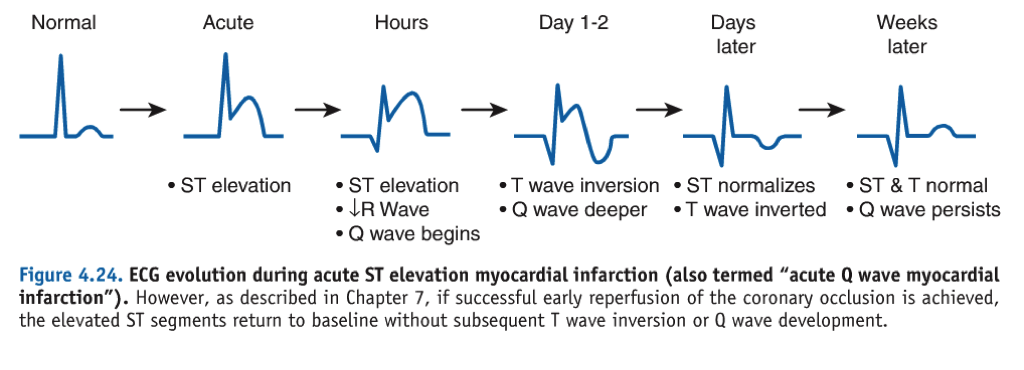 Normal
Acute
Hours
Day 1-2
Days
later
Weeks
later
• ST elevation
• ST elevation
• ↓R Wave
• Q wave begins
• T wave inversion
• Q wave deeper
• ST normalizes
• T wave inverted
• ST & T normal
• Q wave persists
Figure 4.24. ECG evolution during acute ST elevation myocardial infarction (also termed “acute Q wave myocardial
infarction”). However, as described in Chapter 7, if successful early reperfusion of the coronary occlusion is achieved,
the elevated ST segments return to baseline without subsequent T wave inversion or Q wave development.